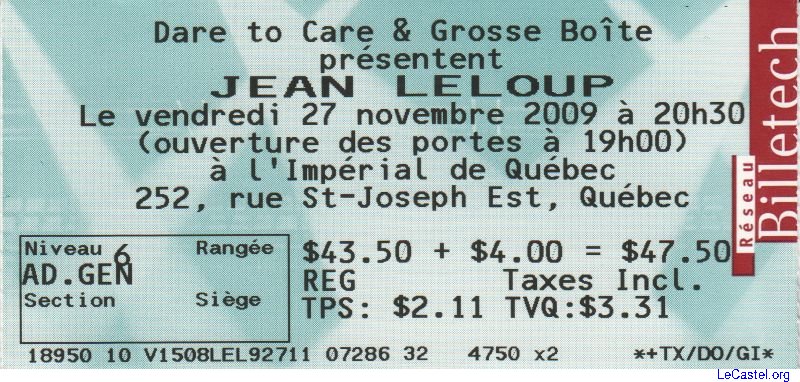 Dare to Care & Grosse Boîte
présentent
JEAN LELOUP
Le vendredi 27 novembre 2009 à 20h30
(ouverture des portes à 19h00)
à l'Impérial de Québec
252, rue St-Joseph Est, Québec
Niveau 6 Rangée
AD.GEN
Section Siège
$43.50 + $4.00 = $47.50
REG Taxes Incl.
TPS: $2.11 TVQ:$3.31
18950 10 V1508LEL92711 07286 32 4750 x2 *+TX/DO/GI*
Réseau
Billetech
LeCastel.org